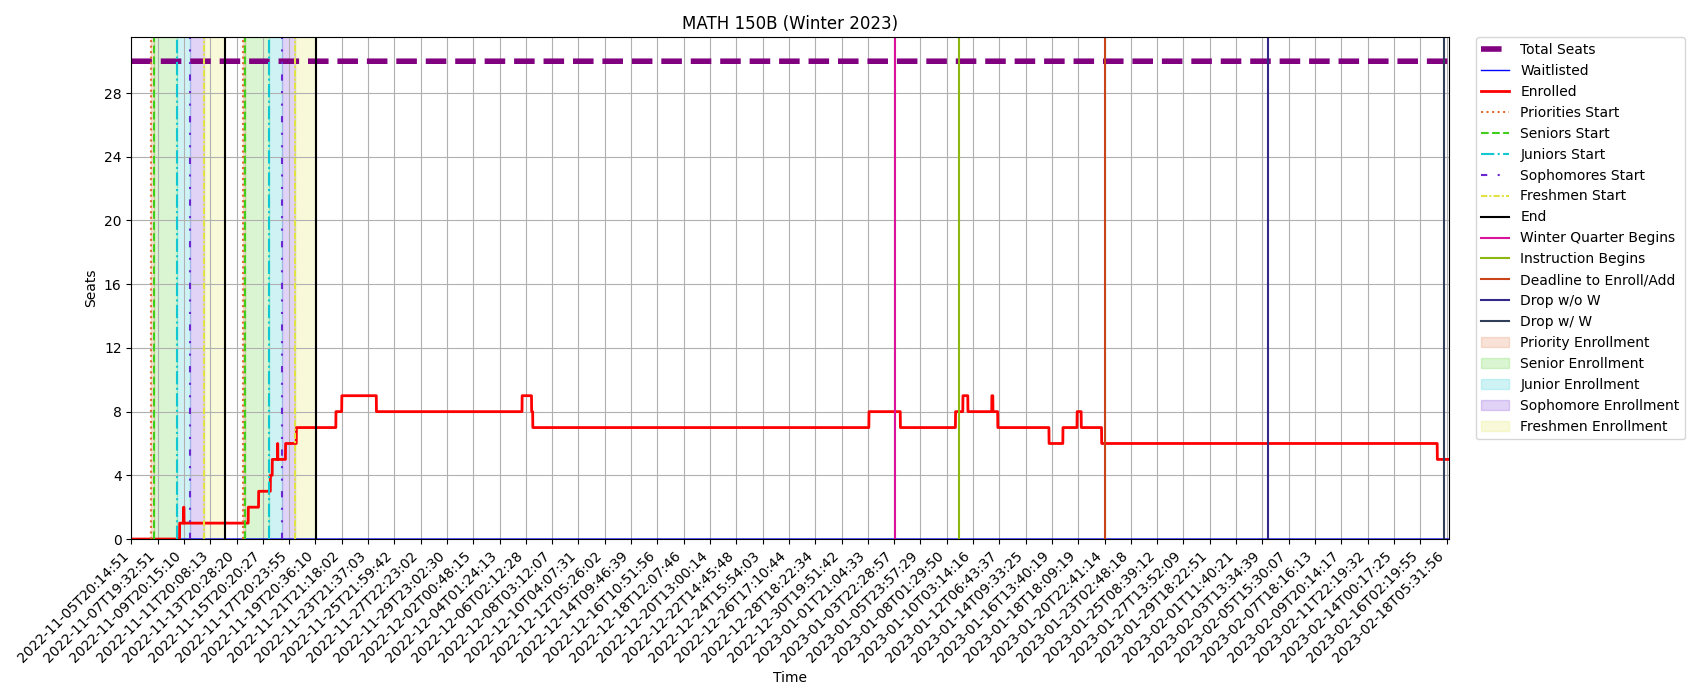 MATH 150B (Winter 2023)
Seats
28
24
20
16
12
8
4
0
2022-11-05T20:14:51
2022-11-07T19:32:51
2022-11-09T20:15:10
2022-11-11T20:08:13
2022-11-13T20:28:20
2022-11-15T20:20:27
2022-11-17T20:23:55
2022-11-19T20:36:10
2022-11-21T21:18:02
2022-11-23T21:37:03
2022-11-25T21:59:42
2022-11-27T22:23:02
2022-11-29T23:02:30
2022-12-02T00:48:15
2022-12-04T01:24:13
2022-12-06T02:12:28
2022-12-08T03:12:07
2022-12-10T04:07:31
2022-12-12T05:26:02
2022-12-14T09:46:39
2022-12-16T10:51:56
2022-12-18T12:07:46
2022-12-20T13:00:14
2022-12-22T14:45:48
2022-12-24T15:54:03
2022-12-26T17:10:44
2022-12-28T18:22:34
2022-12-30T19:51:42
2023-01-01T21:04:33
2023-01-03T22:28:57
2023-01-05T23:57:29
2023-01-08T01:29:50
2023-01-10T03:14:16
2023-01-12T06:43:37
2023-01-14T09:33:25
2023-01-16T13:40:19
2023-01-18T18:09:19
2023-01-20T22:41:14
2023-01-23T02:48:18
2023-01-25T08:39:12
2023-01-27T13:52:09
2023-01-29T18:22:51
2023-02-01T11:40:21
2023-02-03T13:34:39
2023-02-05T15:30:07
2023-02-07T18:16:13
2023-02-09T20:14:17
2023-02-11T22:19:32
2023-02-14T00:17:25
2023-02-16T02:19:55
2023-02-18T05:31:56
Time
Total Seats
Waitlisted
Enrolled
Priorities Start
Seniors Start
Juniors Start
Sophomores Start
Freshmen Start
End
Winter Quarter Begins
Instruction Begins
Deadline to Enroll/Add
Drop w/o W
Drop w/ W
Priority Enrollment
Senior Enrollment
Junior Enrollment
Sophomore Enrollment
Freshmen Enrollment